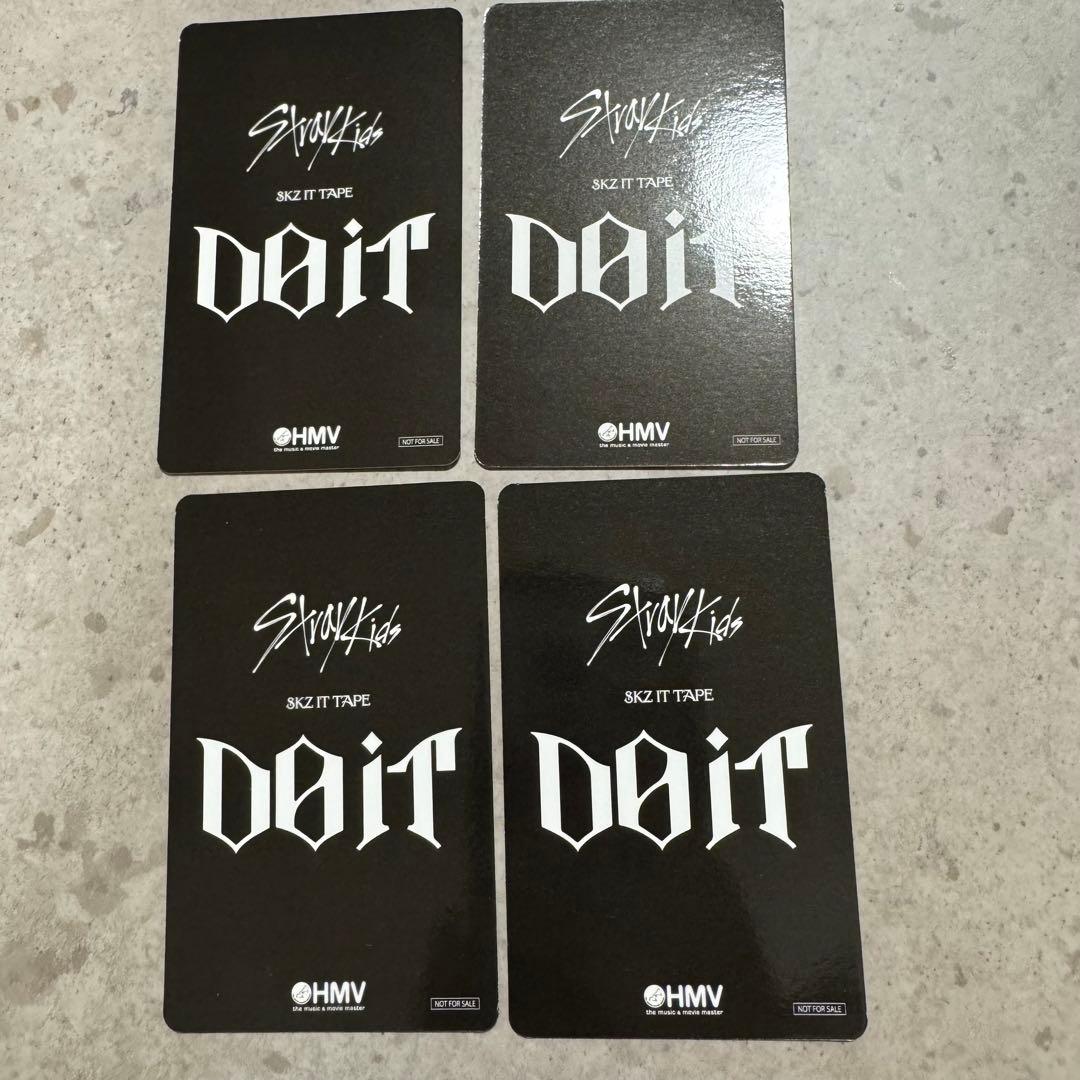 Stray Kids
SKZ IT TAPE
DO IT
HMV
the music & movie master
NOT FOR SALE
Stray Kids
SKZ IT TAPE
DO IT
HMV
the music & movie master
NOT FOR SALE
Stray Kids
SKZ IT TAPE
DO IT
HMV
the music & movie master
NOT FOR SALE
Stray Kids
SKZ IT TAPE
DO IT
HMV
the music & movie master
NOT FOR SALE